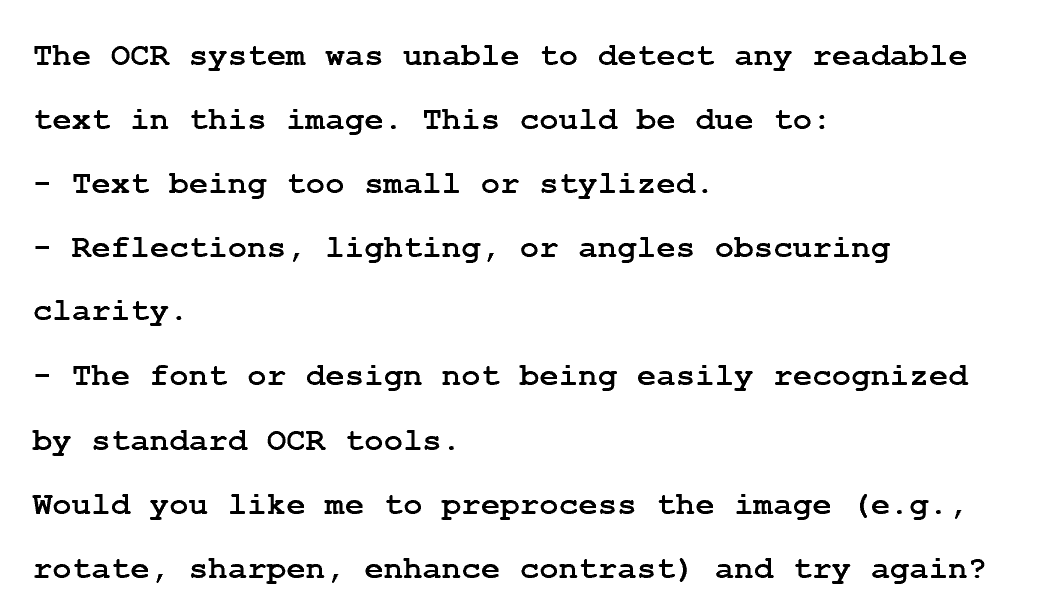 The OCR system was unable to detect any readable
text in this image. This could be due to:
- Text being too small or stylized.
- Reflections, lighting, or angles obscuring
clarity.
- The font or design not being easily recognized
by standard OCR tools.
Would you like me to preprocess the image (e.g.,
rotate, sharpen, enhance contrast) and try again?